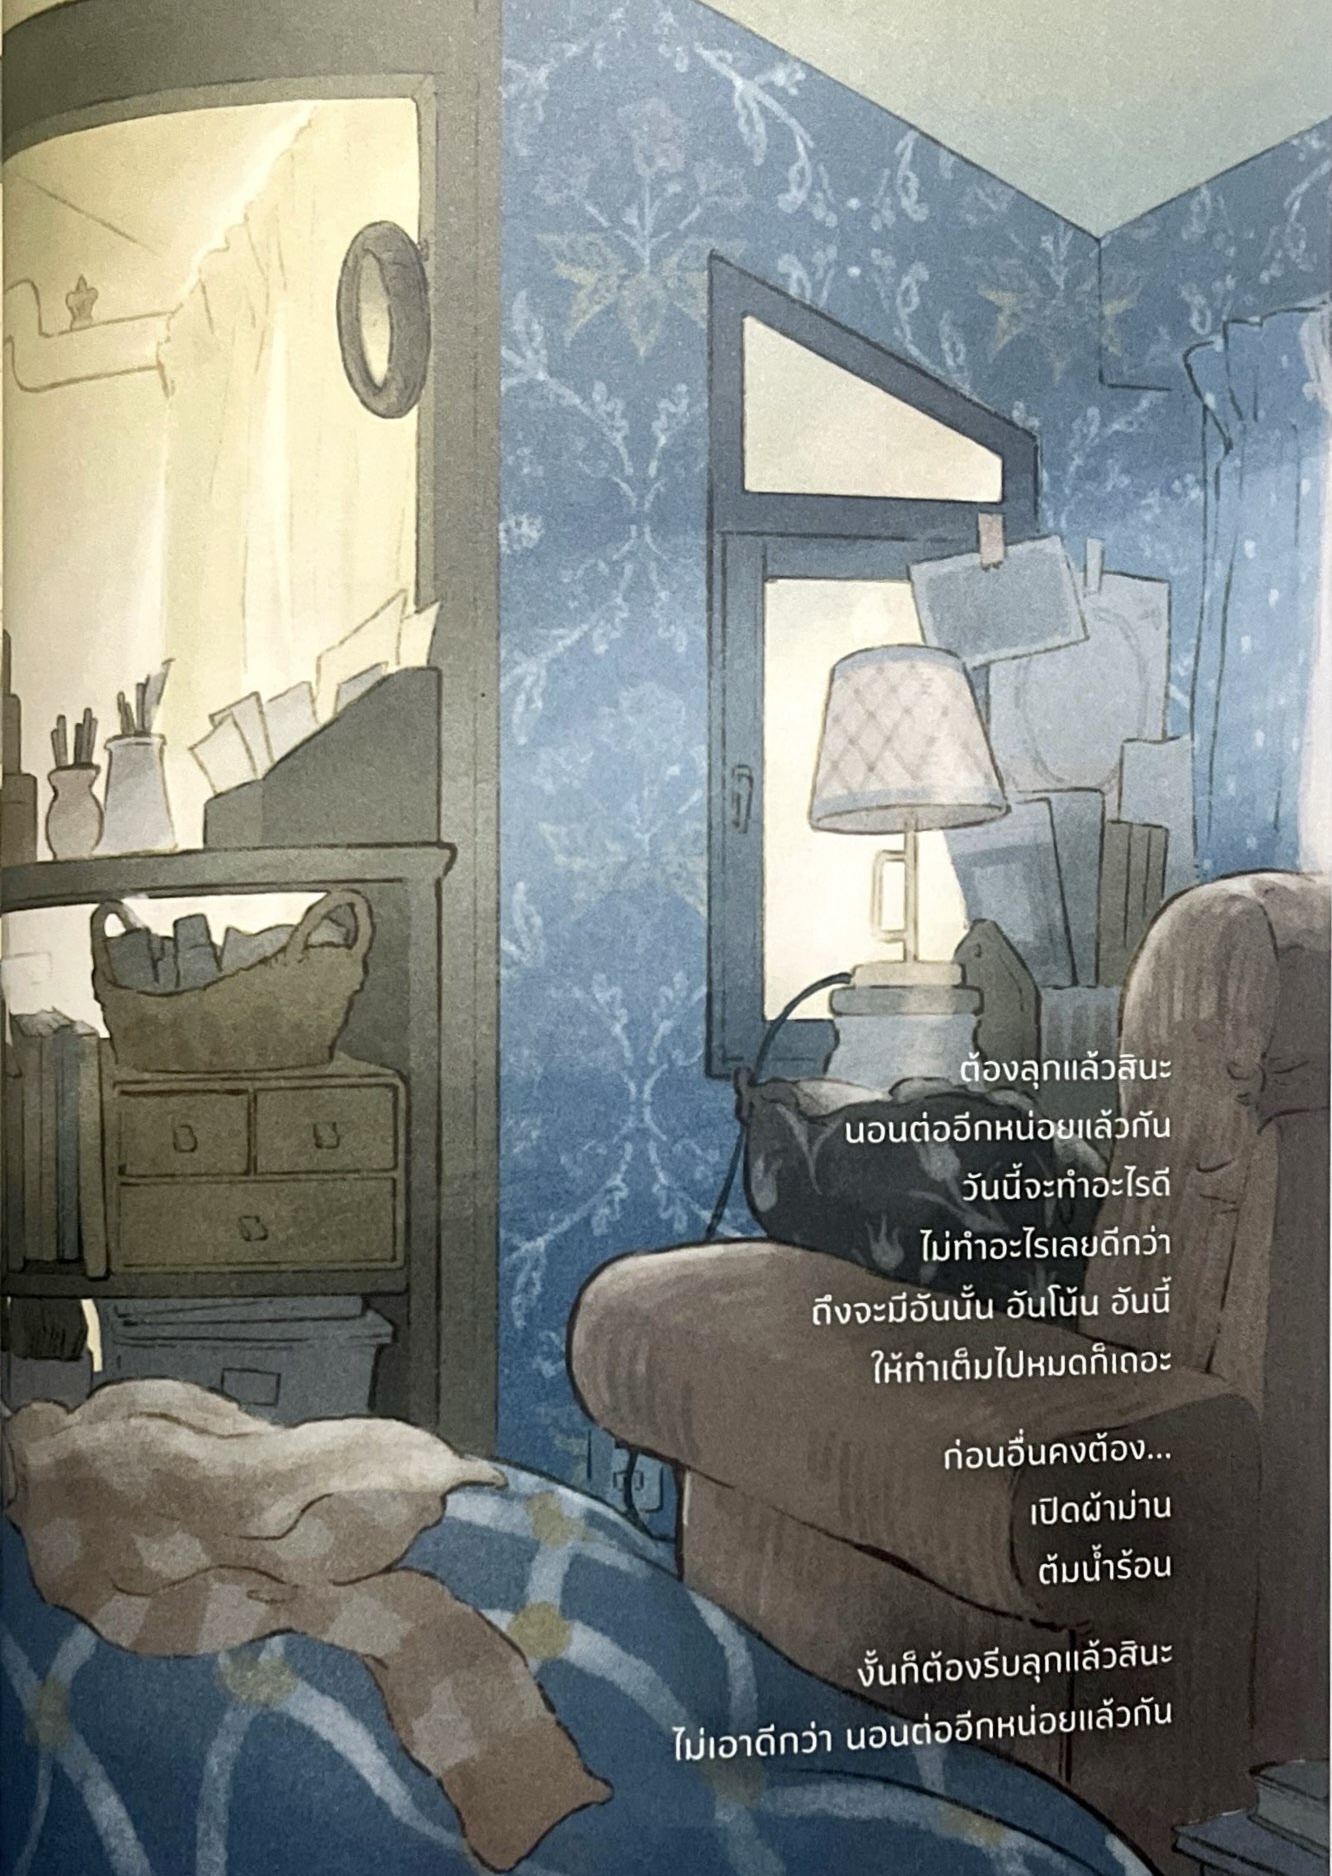 ต้องลุกแล้วสินะ
นอนต่ออีกหน่อยแล้วกัน
วันนี้จะทำอะไรดี
ไม่ทำอะไรเลยดีกว่า
ถึงจะมีอันนั้น อันโน้น อันนี้
ให้ทำเต็มไปหมดก็เถอะ
ก่อนอื่นคงต้อง...
เปิดผ้าม่าน
ต้มน้ำร้อน
งั้นก็ต้องรีบลุกแล้วสินะ
ไม่เอาดีกว่า นอนต่ออีกหน่อยแล้วกัน